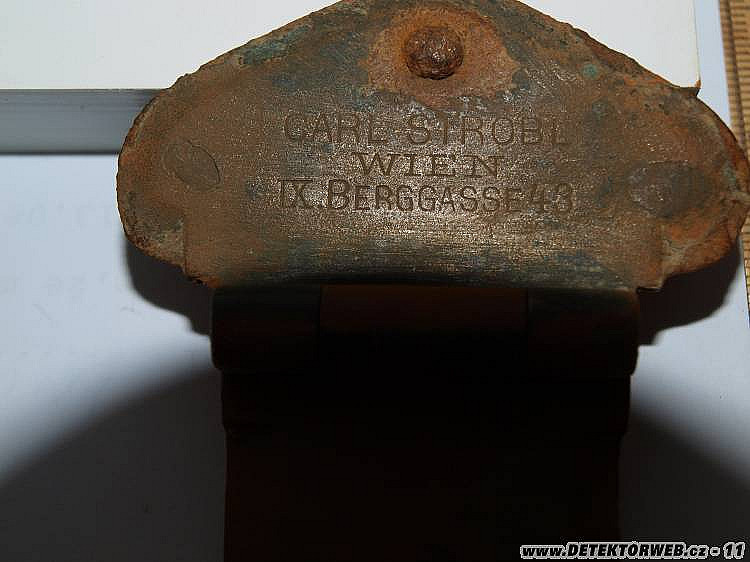 CARL STROBL
WIEN
IX. BERGGASSE 43
www.DETEKTORWEB.cz - 11